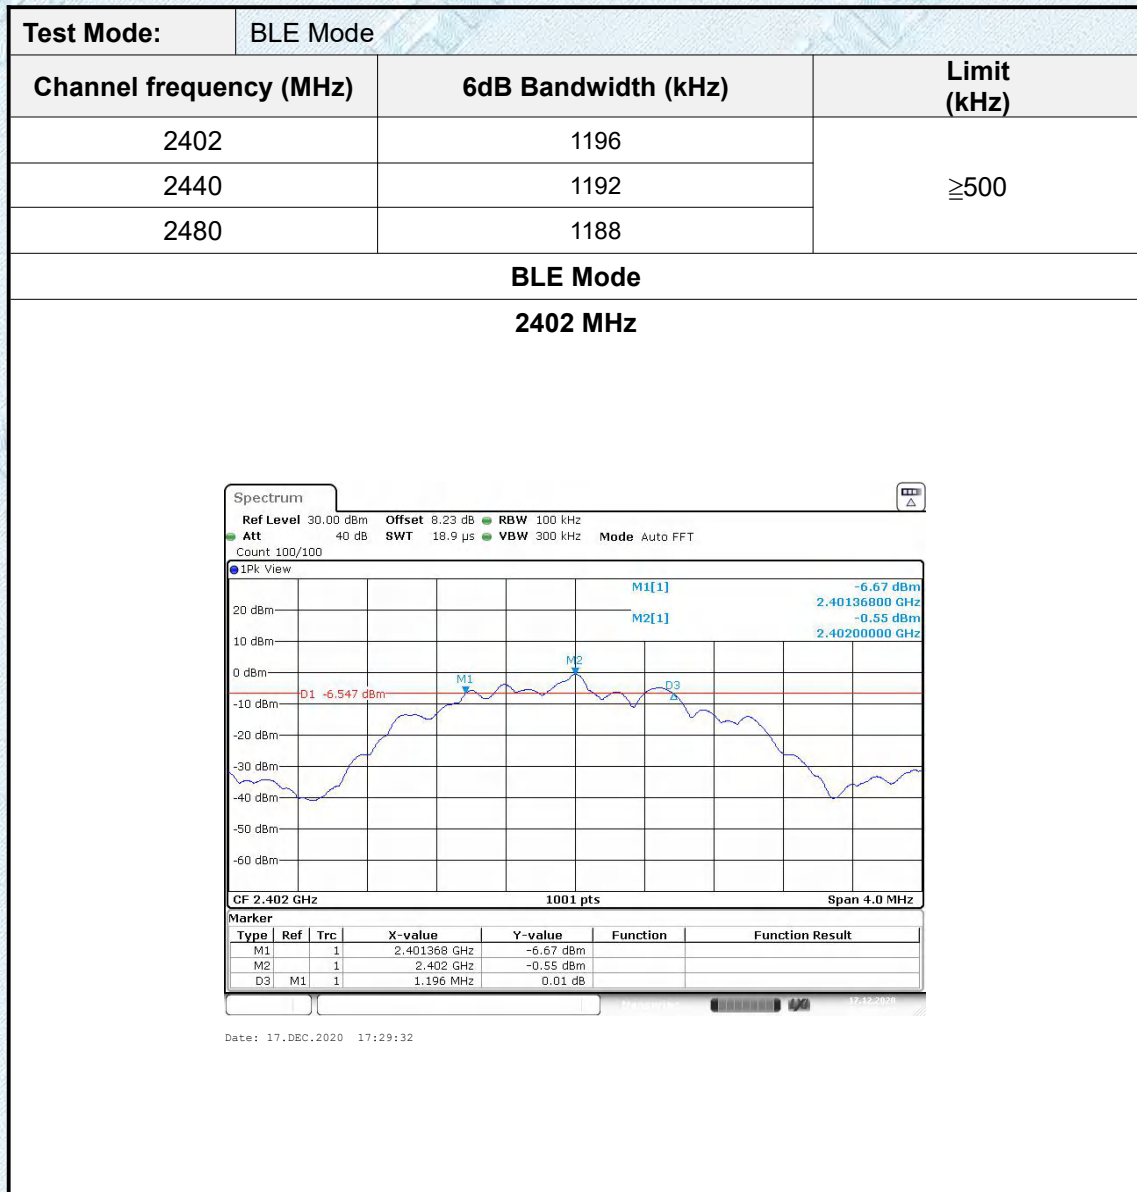 Test Mode: BLE Mode
Channel frequency (MHz) 6dB Bandwidth (kHz) Limit (kHz)
2402 1196
2440 1192 ≧500
2480 1188
BLE Mode
2402 MHz
Spectrum
Ref Level 30.00 dBm Offset 8.23 dB RBW 100 kHz
Att 40 dB SWT 18.9 µs VBW 300 kHz Mode Auto FFT
Count 100/100
1Pk View
M1[1] -6.67 dBm
2.40136800 GHz
20 dBm
M2[1] -0.55 dBm
2.40200000 GHz
10 dBm
M2
0 dBm
M1
D3
D1 -6.547 dBm
-10 dBm
-20 dBm
-30 dBm
-40 dBm
-50 dBm
-60 dBm
CF 2.402 GHz 1001 pts Span 4.0 MHz
Marker
Type Ref Trc X-value Y-value Function Function Result
M1 1 2.401368 GHz -6.67 dBm
M2 1 2.402 GHz -0.55 dBm
D3 M1 1 1.196 MHz 0.01 dB
17.12.2020
Date: 17.DEC.2020 17:29:32